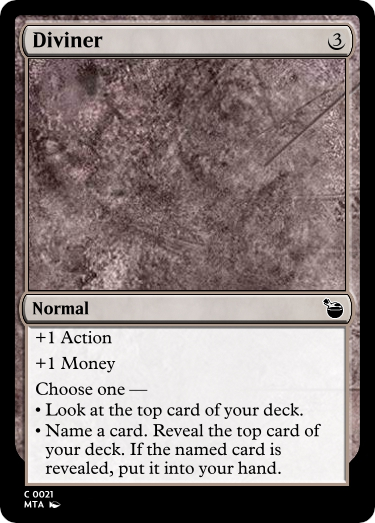 Diviner 3
Normal
+1 Action
+1 Money
Choose one —
• Look at the top card of your deck.
• Name a card. Reveal the top card of
your deck. If the named card is
revealed, put it into your hand.
C 0021
MTA